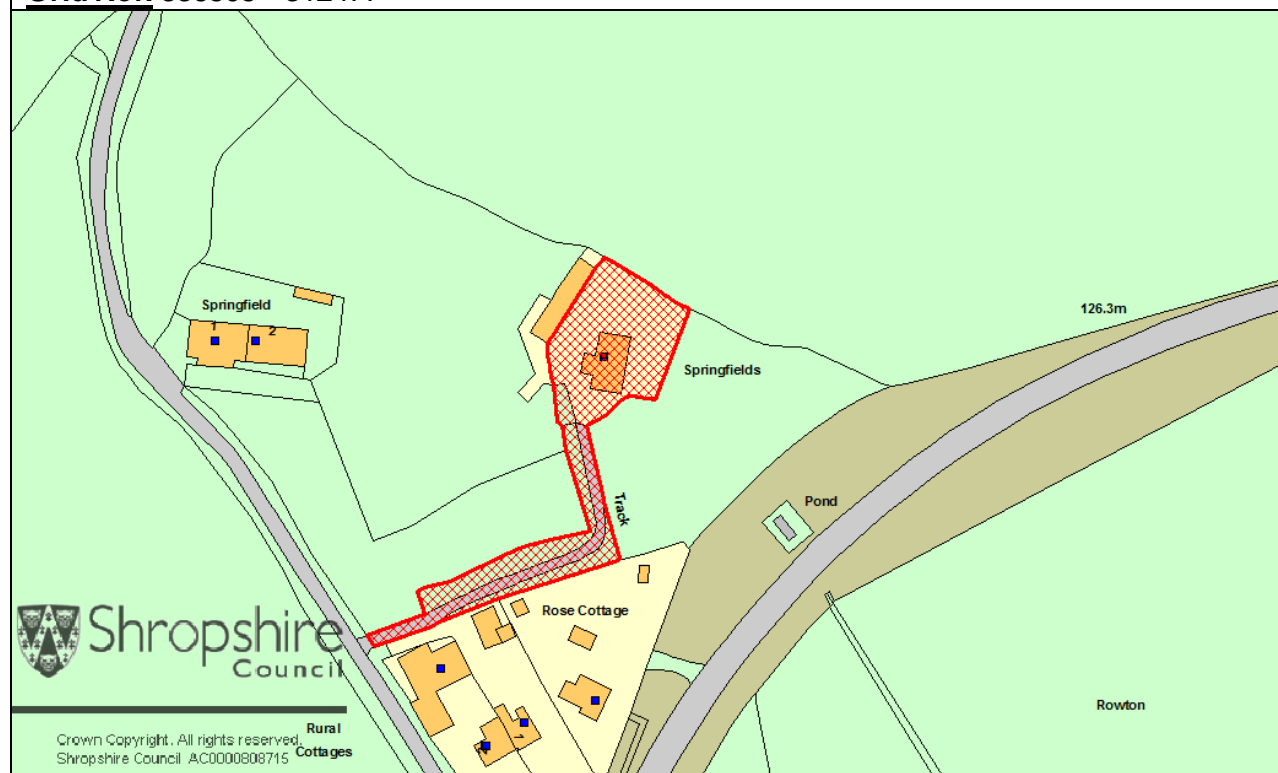 Springfield
1 2
126.3m
Springfields
Track
Pond
Rose Cottage
Shropshire
Council
Rowton
Rural
Cottages
1
Crown Copyright. All rights reserved.
Shropshire Council AC0000808715